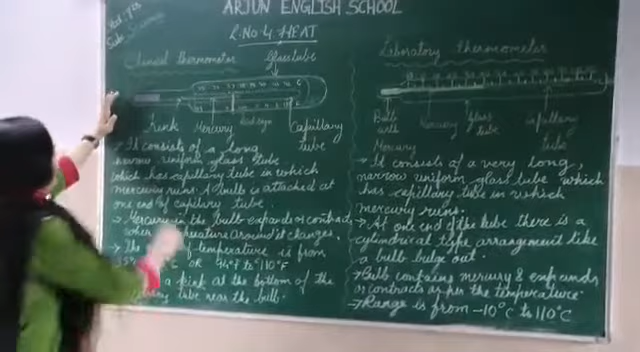 Std: 7th
Sub: Science
ARJUN ENGLISH SCHOOL
L.No 4: HEAT
Clinical thermometer
Glass tube
Kink
Mercury
Capillary
tube
→ It consists of a long
narrow uniform glass tube
which has capillary tube in which
mercury runs. A bulb is attached at
one end of capillary tube.
→ Mercury in the bulb expands or contract
when temperature around it changes.
→ The of temperature is from
C OR 94°F to 110°F
a kink at the bottom of the
tube near the bulb.
Laboratory thermometer
Bulb
with
Mercury
Mercury
Glass
tube
Capillary
tube
→ It consists of a very long,
narrow uniform glass tube which
has capillary tube in which
mercury runs.
→ At one end of the tube there is a
cylindrical type arrangement like
a bulb bulge out.
→ Bulb contains mercury & expands
or contracts as per the temperature
→ Range is from -10°C to 110°C